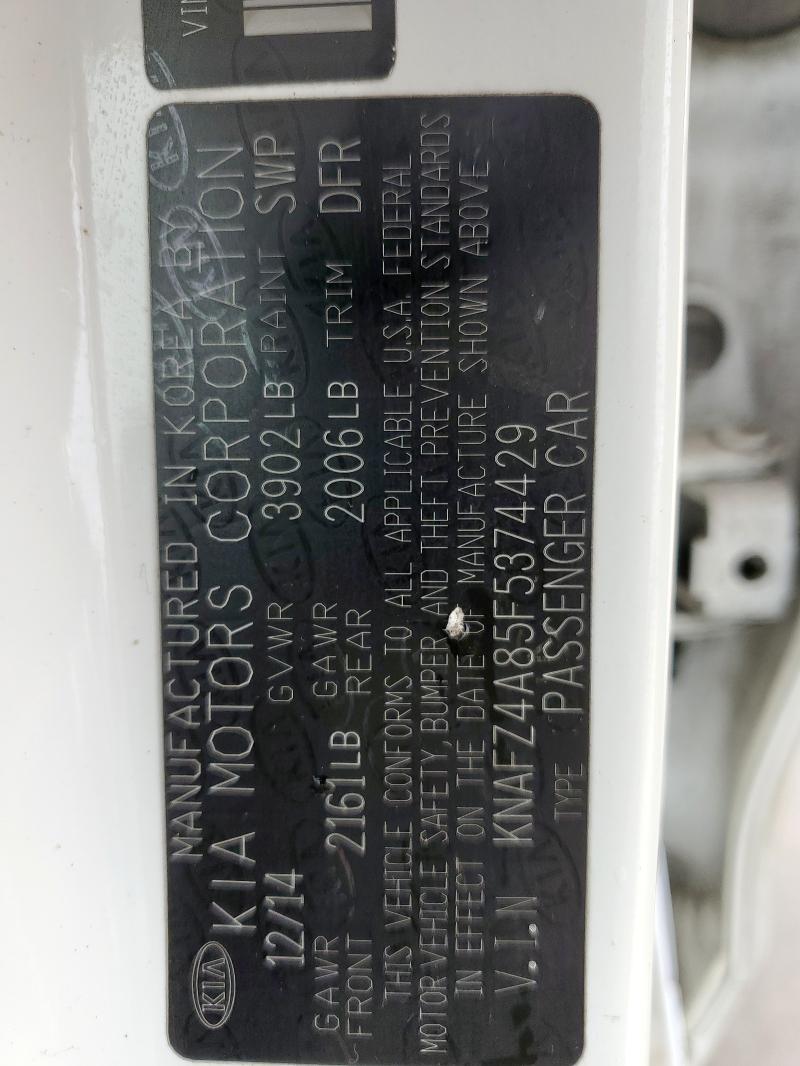 VIN
MANUFACTURED IN KOREA BY
KIA KIA MOTORS CORPORATION
12/14 GVWR 3902LB PAINT SWP
GAWR FRONT 2161LB GAWR REAR 2006LB TRIM DFR
THIS VEHICLE CONFORMS TO ALL APPLICABLE U.S.A. FEDERAL
MOTOR VEHICLE SAFETY, BUMPER AND THEFT PREVENTION STANDARDS
IN EFFECT ON THE DATE OF MANUFACTURE SHOWN ABOVE
V.I.N KNAFZ4A85F5374429
TYPE : PASSENGER CAR